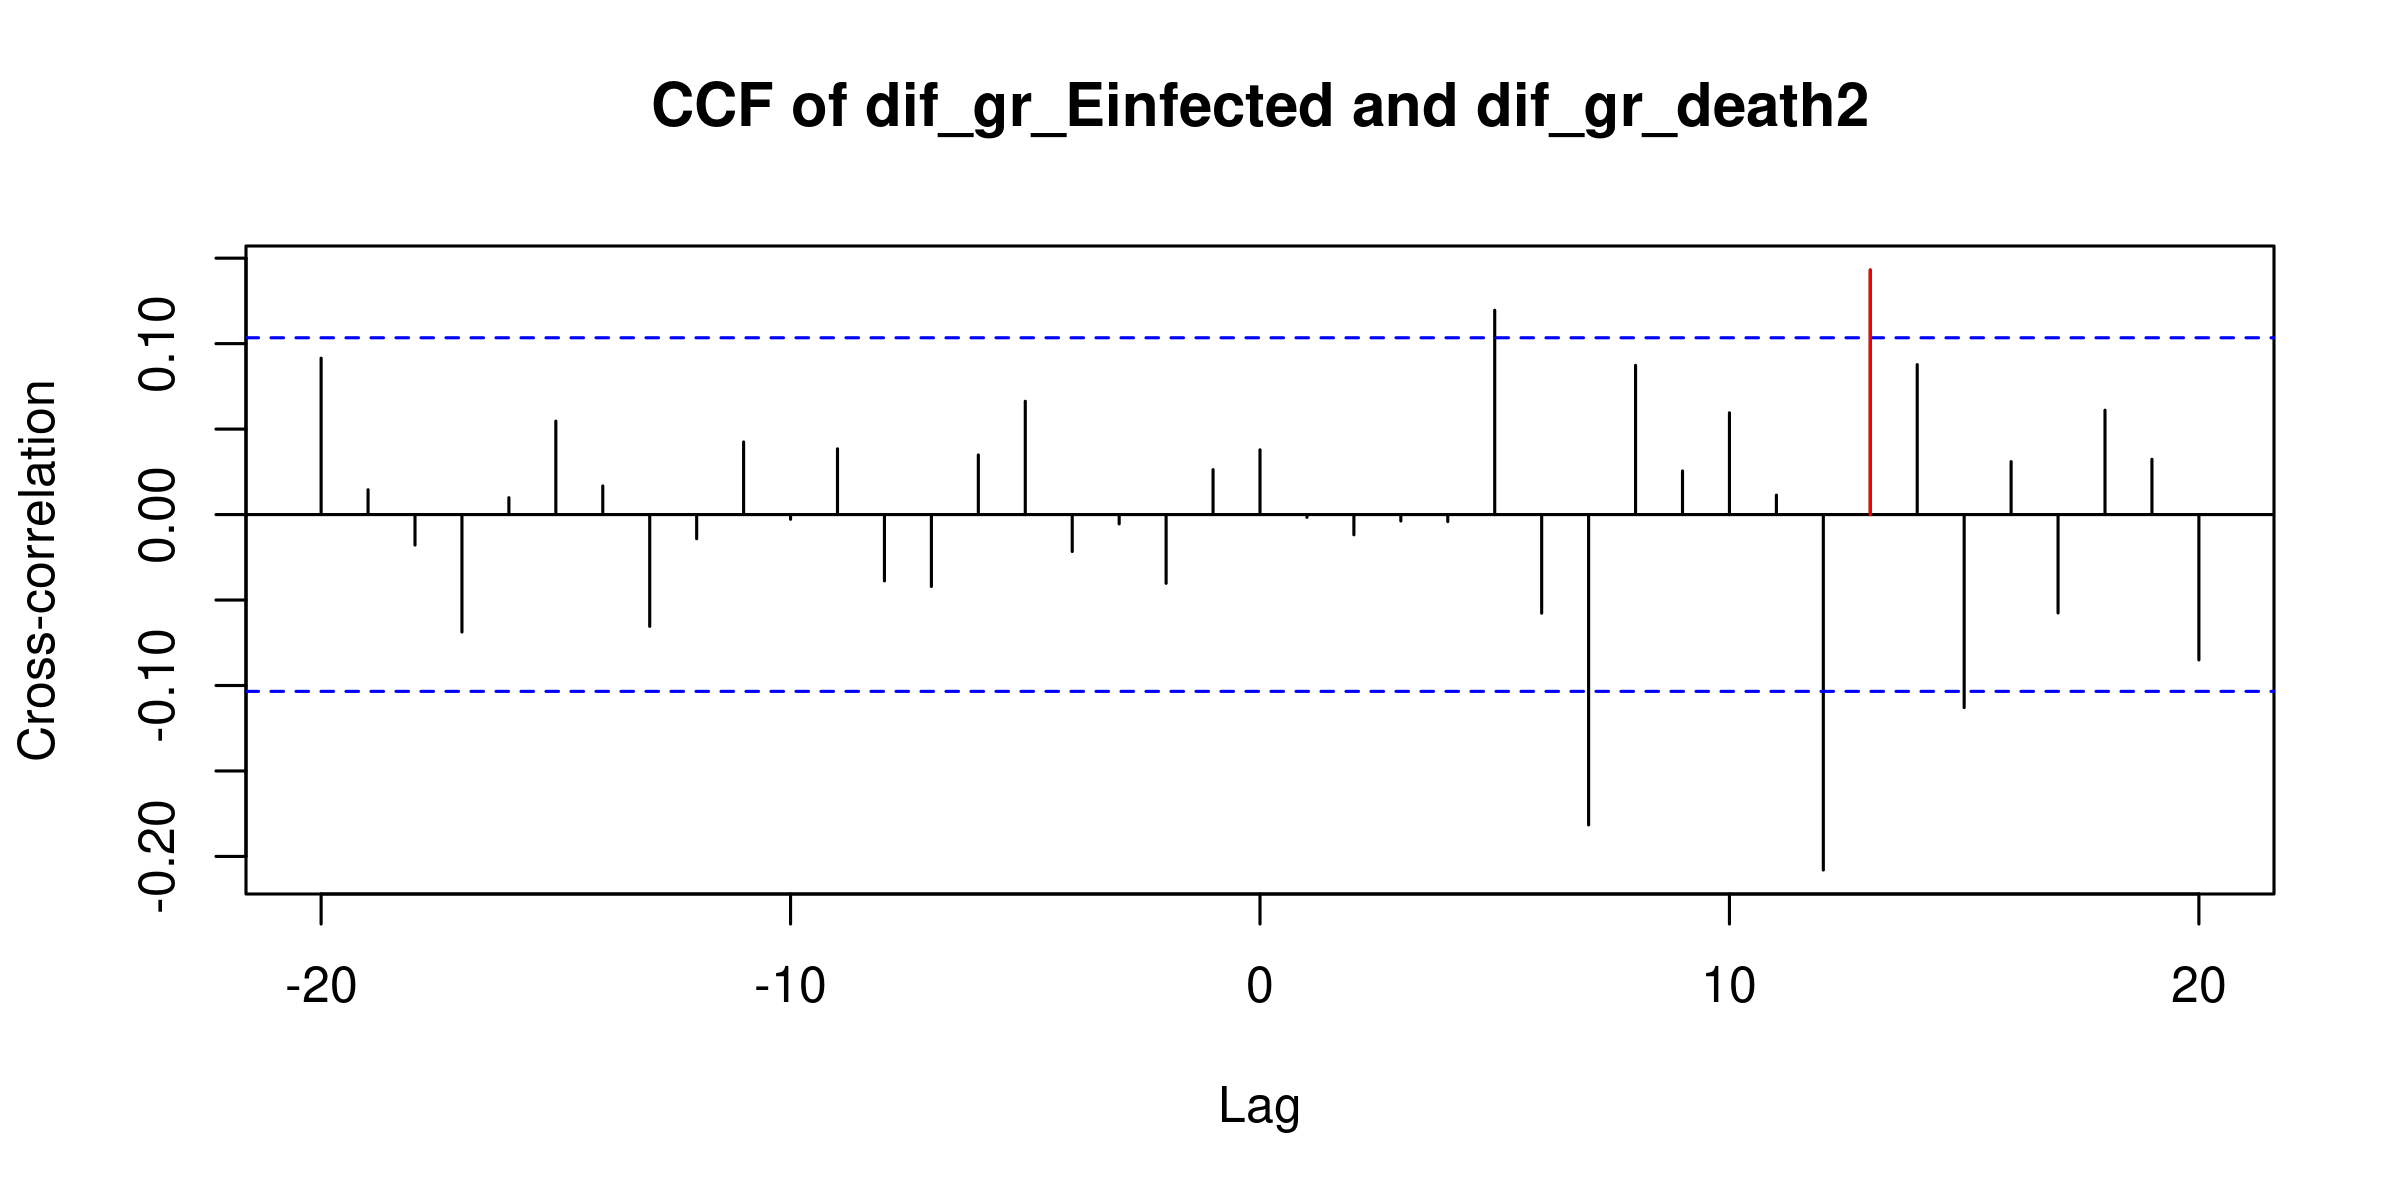 CCF of dif_gr_Einfected and dif_gr_death2
Cross-correlation
0.10
0.00
-0.10
-0.20
-20 -10 0 10 20
Lag